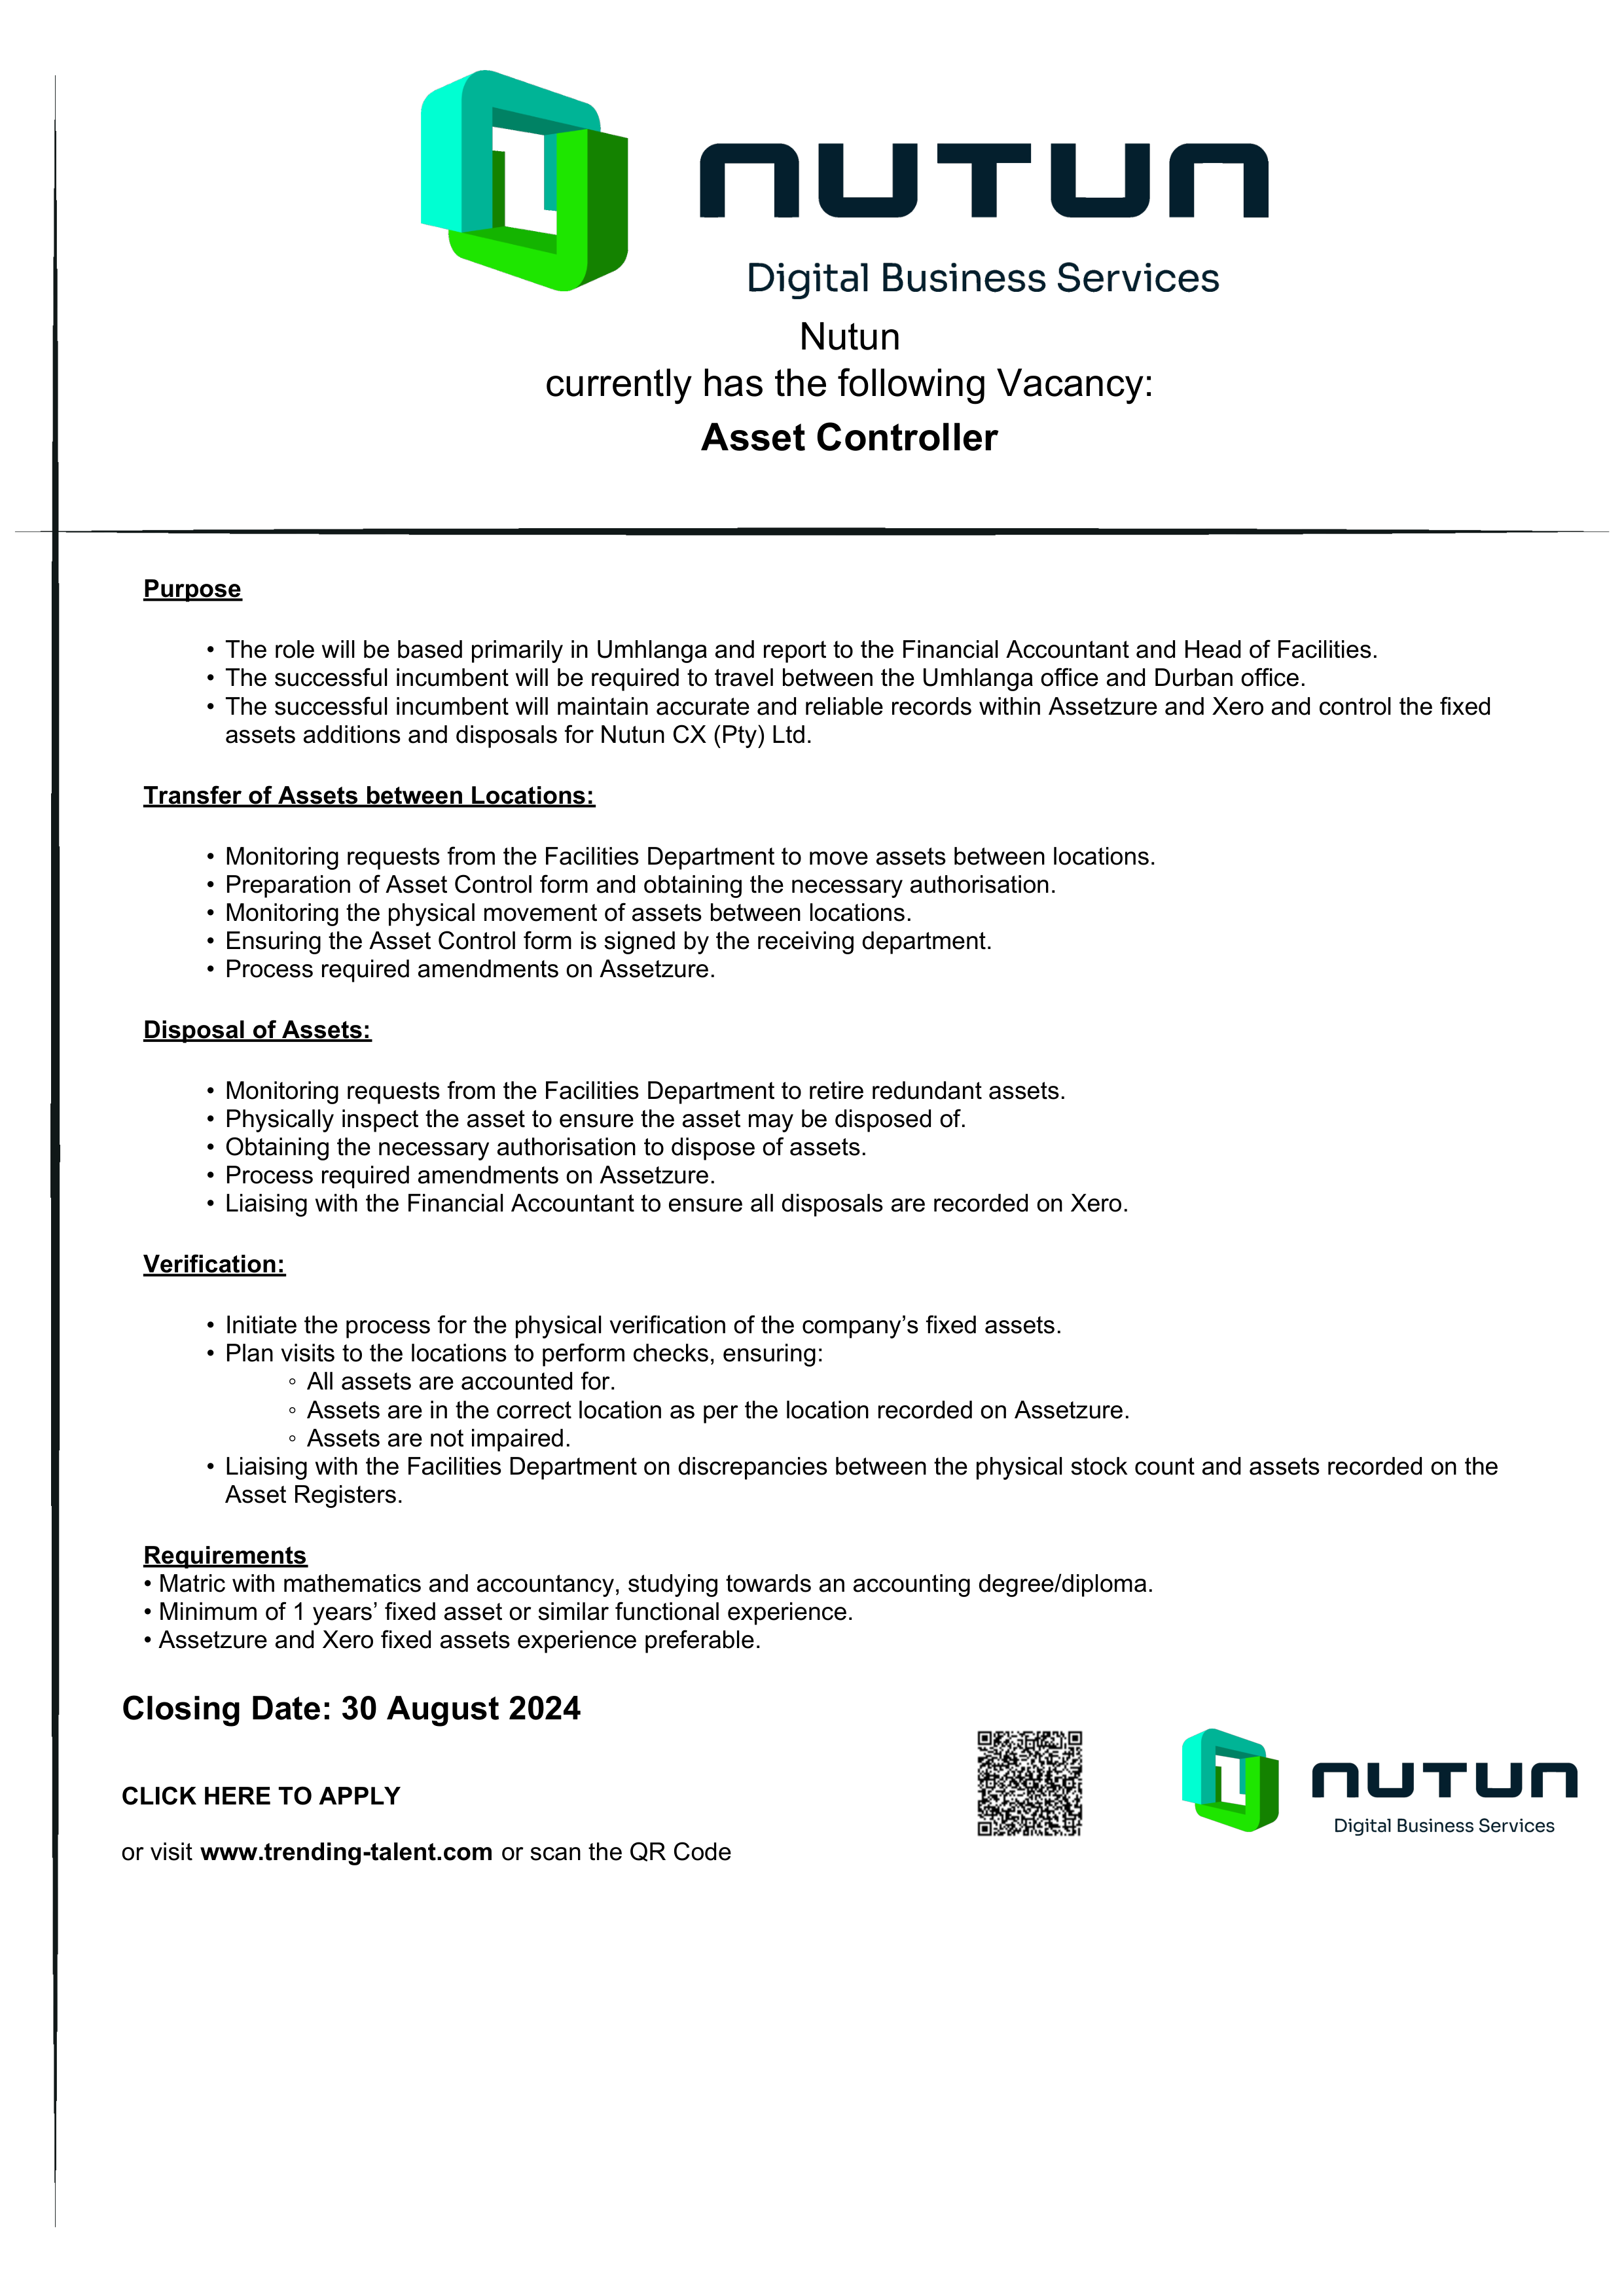 NUTUN
Digital Business Services
Nutun
currently has the following Vacancy:
Asset Controller
Purpose
• The role will be based primarily in Umhlanga and report to the Financial Accountant and Head of Facilities.
• The successful incumbent will be required to travel between the Umhlanga office and Durban office.
• The successful incumbent will maintain accurate and reliable records within Assetzure and Xero and control the fixed
assets additions and disposals for Nutun CX (Pty) Ltd.
Transfer of Assets between Locations:
• Monitoring requests from the Facilities Department to move assets between locations.
• Preparation of Asset Control form and obtaining the necessary authorisation.
• Monitoring the physical movement of assets between locations.
• Ensuring the Asset Control form is signed by the receiving department.
• Process required amendments on Assetzure.
Disposal of Assets:
• Monitoring requests from the Facilities Department to retire redundant assets.
• Physically inspect the asset to ensure the asset may be disposed of.
• Obtaining the necessary authorisation to dispose of assets.
• Process required amendments on Assetzure.
• Liaising with the Financial Accountant to ensure all disposals are recorded on Xero.
Verification:
• Initiate the process for the physical verification of the company’s fixed assets.
• Plan visits to the locations to perform checks, ensuring:
◦ All assets are accounted for.
◦ Assets are in the correct location as per the location recorded on Assetzure.
◦ Assets are not impaired.
• Liaising with the Facilities Department on discrepancies between the physical stock count and assets recorded on the
Asset Registers.
Requirements
• Matric with mathematics and accountancy, studying towards an accounting degree/diploma.
• Minimum of 1 years’ fixed asset or similar functional experience.
• Assetzure and Xero fixed assets experience preferable.
Closing Date: 30 August 2024
CLICK HERE TO APPLY
or visit www.trending-talent.com or scan the QR Code
NUTUN
Digital Business Services